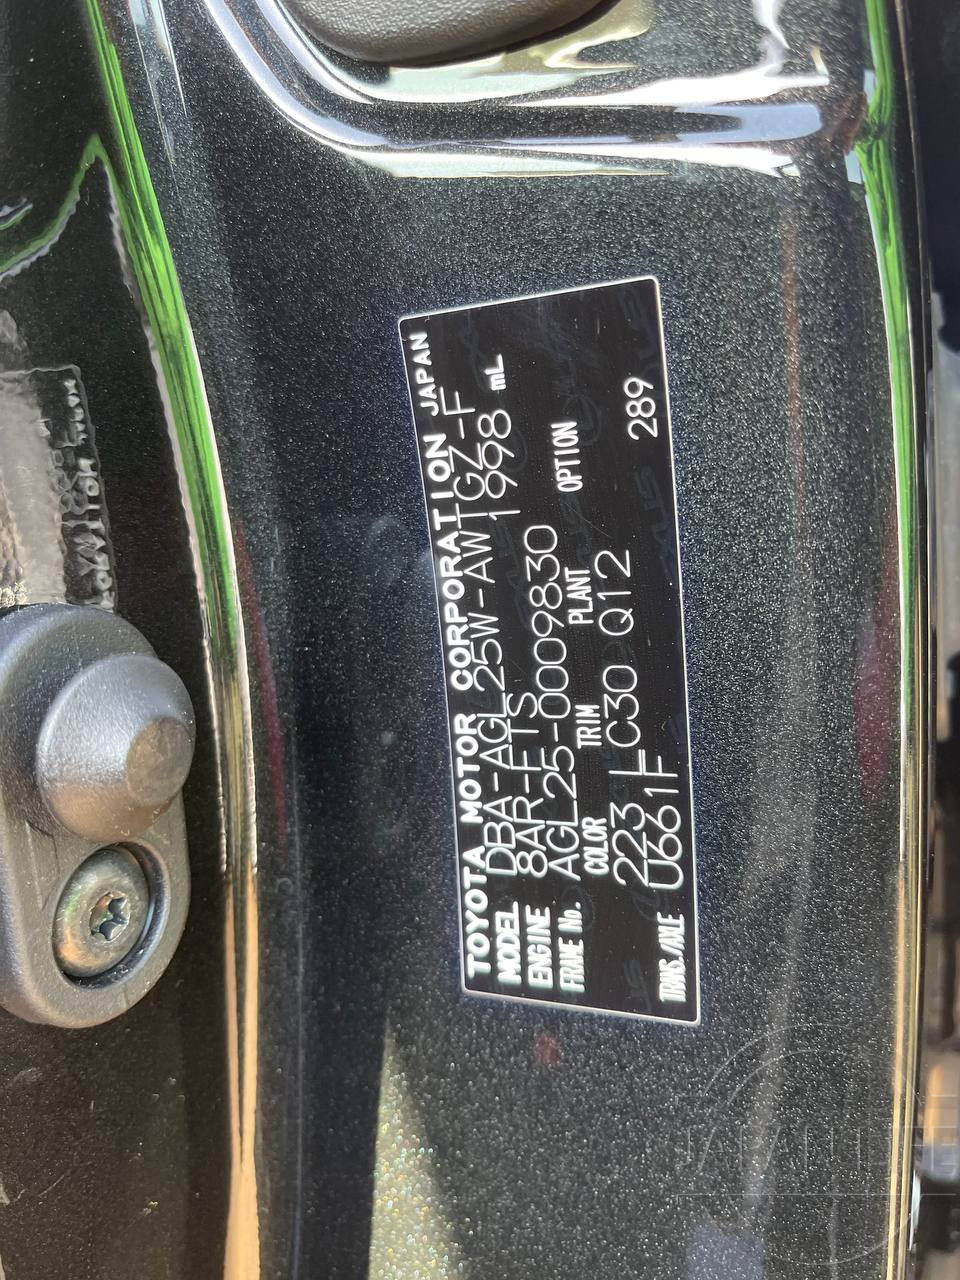 TOYOTA MOTOR CORPORATION JAPAN
MODEL DBA-AGL25W-AWTGZ-F
ENGINE 8AR-FTS 1998 mL
FRAME No. AGL25-0009830
COLOR TRIM PLANT OPTION
223 LC30 Q12
TRANS./AXLE U661F 289